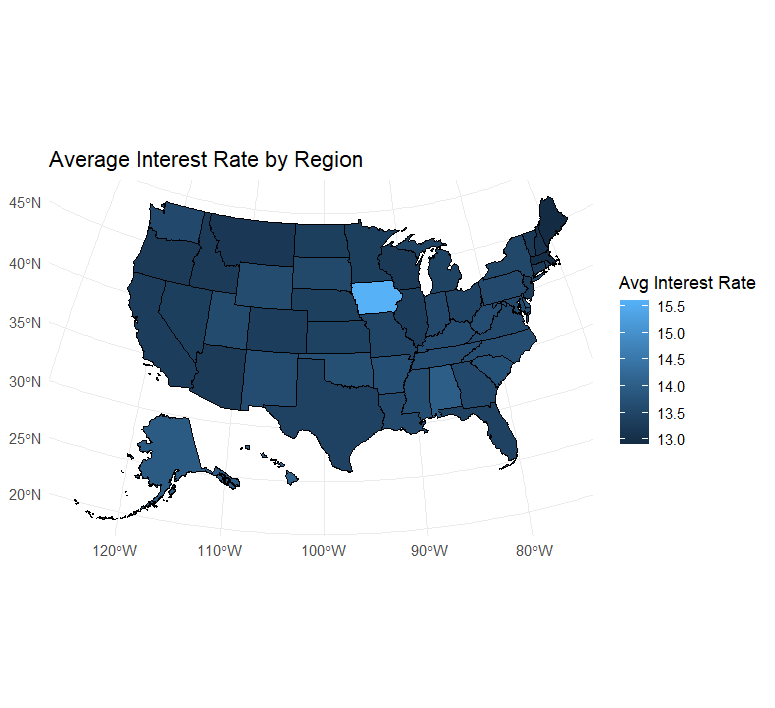 Average Interest Rate by Region
45°N
40°N
35°N
30°N
25°N
20°N
120°W 110°W 100°W 90°W 80°W
Avg Interest Rate
15.5
15.0
14.5
14.0
13.5
13.0